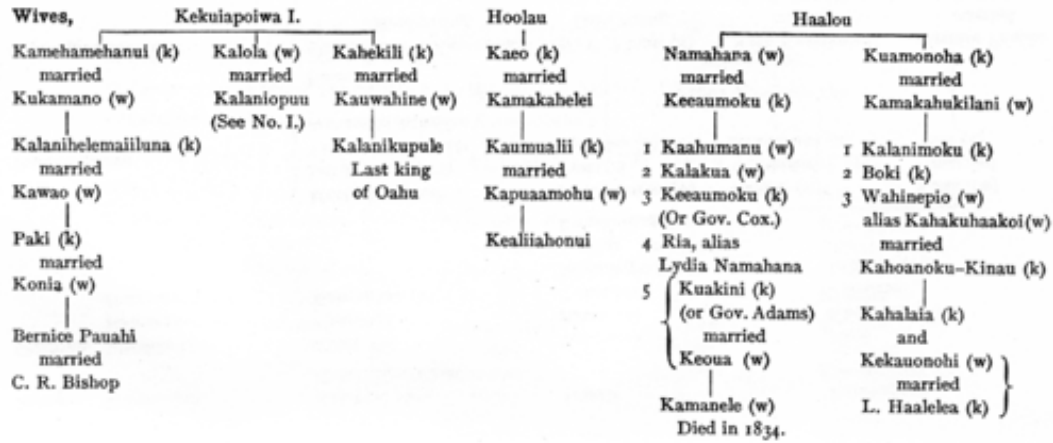 Wives, Kekuiapoiwa I. Hoolau Haalou
Kamehamehanui (k)
married
Kukamano (w)
Kalanihelemaiiluna (k)
married
Kawao (w)
Paki (k)
married
Konia (w)
Bernice Pauahi
married
C. R. Bishop
Kalola (w)
married
Kalaniopuu
(See No. I.)
Kahekili (k)
married
Kauwahine (w)
Kalanikupule
Last king
of Oahu
Kaeo (k)
married
Kamakahelei
Kaumualii (k)
married
Kapuaamohu (w)
Kealiiahonui
Namahana (w)
married
Keeaumoku (k)
1 Kaahumanu (w)
2 Kalakua (w)
3 Keeaumoku (k)
(Or Gov. Cox.)
4 Ria, alias
Lydia Namahana
5 Kuakini (k)
(or Gov. Adams)
married
Keoua (w)
Kamanele (w)
Died in 1834.
Kuamonoha (k)
married
Kamakahukilani (w)
1 Kalanimoku (k)
2 Boki (k)
3 Wahinepio (w)
alias Kahakuhaakoi(w)
married
Kahoanoku-Kinau (k)
Kahalaia (k)
and
Kekauonohi (w)
married
L. Haalelea (k)